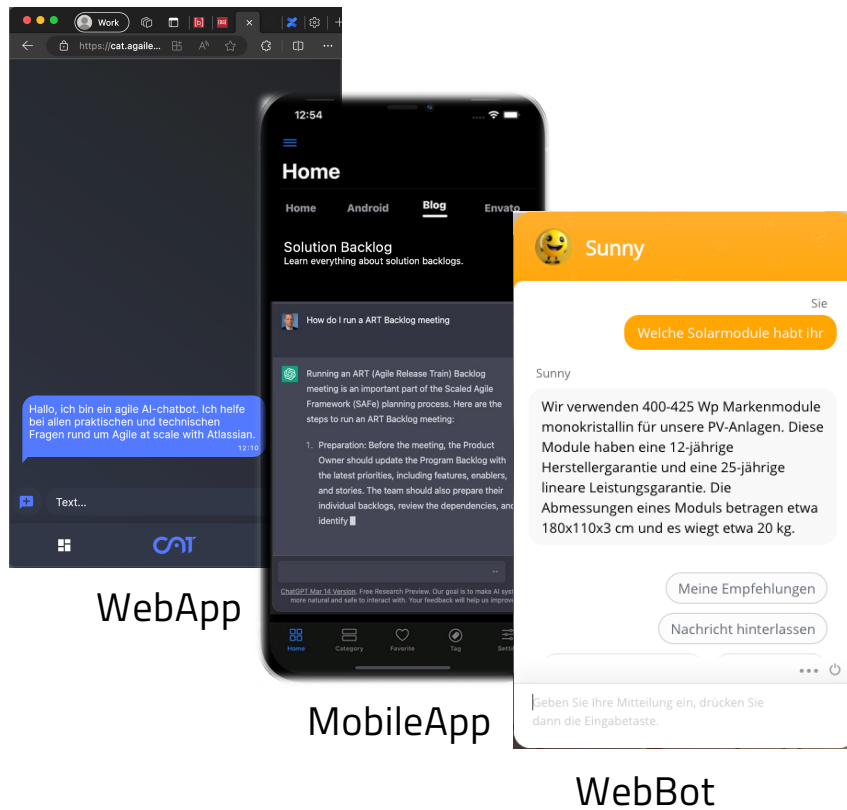 Work
https://cat.agaile...
Hallo, ich bin ein agile AI-chatbot. Ich helfe
bei allen praktischen und technischen
Fragen rund um Agile at scale with Atlassian.
12:10
Text...
CAT
WebApp
12:54
Home
Home Android Blog Envato
Solution Backlog
Learn everything about solution backlogs.
How do I run a ART Backlog meeting
Running an ART (Agile Release Train) Backlog
meeting is an important part of the Scaled Agile
Framework (SAFe) planning process. Here are the
steps to run an ART Backlog meeting:
1. Preparation: Before the meeting, the Product
Owner should update the Program Backlog with
the latest priorities, including features, enablers,
and stories. The team should also prepare their
individual backlogs, review the dependencies, and
identify
ChatGPT Mar 14 Version. Free Research Preview. Our goal is to make AI syst
more natural and safe to interact with. Your feedback will help us improve
Home Category Favorite Tag Setti
MobileApp
Sunny
Sie
Welche Solarmodule habt ihr
Sunny
Wir verwenden 400-425 Wp Markenmodule
monokristallin für unsere PV-Anlagen. Diese
Module haben eine 12-jährige
Herstellergarantie und eine 25-jährige
lineare Leistungsgarantie. Die
Abmessungen eines Moduls betragen etwa
180x110x3 cm und es wiegt etwa 20 kg.
Meine Empfehlungen
Nachricht hinterlassen
Geben Sie Ihre Mitteilung ein, drücken Sie
dann die Eingabetaste.
WebBot